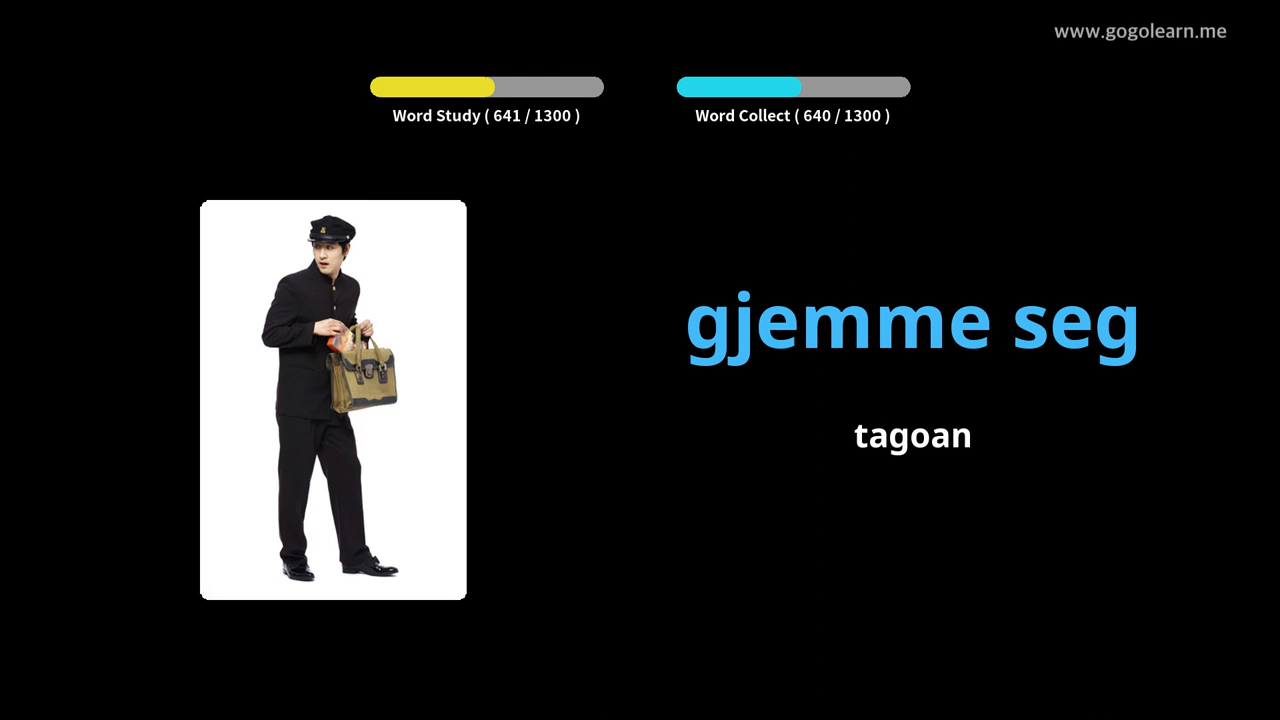 www.gogolearn.me
Word Study ( 641 / 1300 )
Word Collect ( 640 / 1300 )
gjemme seg
tagoan